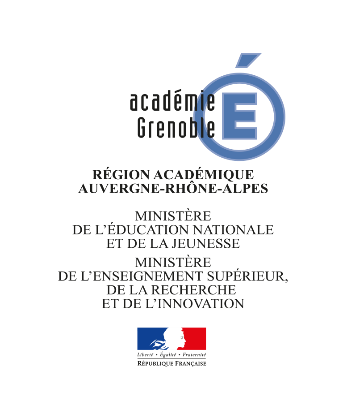 académie
Grenoble
É
RÉGION ACADÉMIQUE
AUVERGNE-RHÔNE-ALPES
MINISTÈRE
DE L'ÉDUCATION NATIONALE
ET DE LA JEUNESSE
MINISTÈRE
DE L'ENSEIGNEMENT SUPÉRIEUR,
DE LA RECHERCHE
ET DE L'INNOVATION
Liberté • Égalité • Fraternité
RÉPUBLIQUE FRANÇAISE